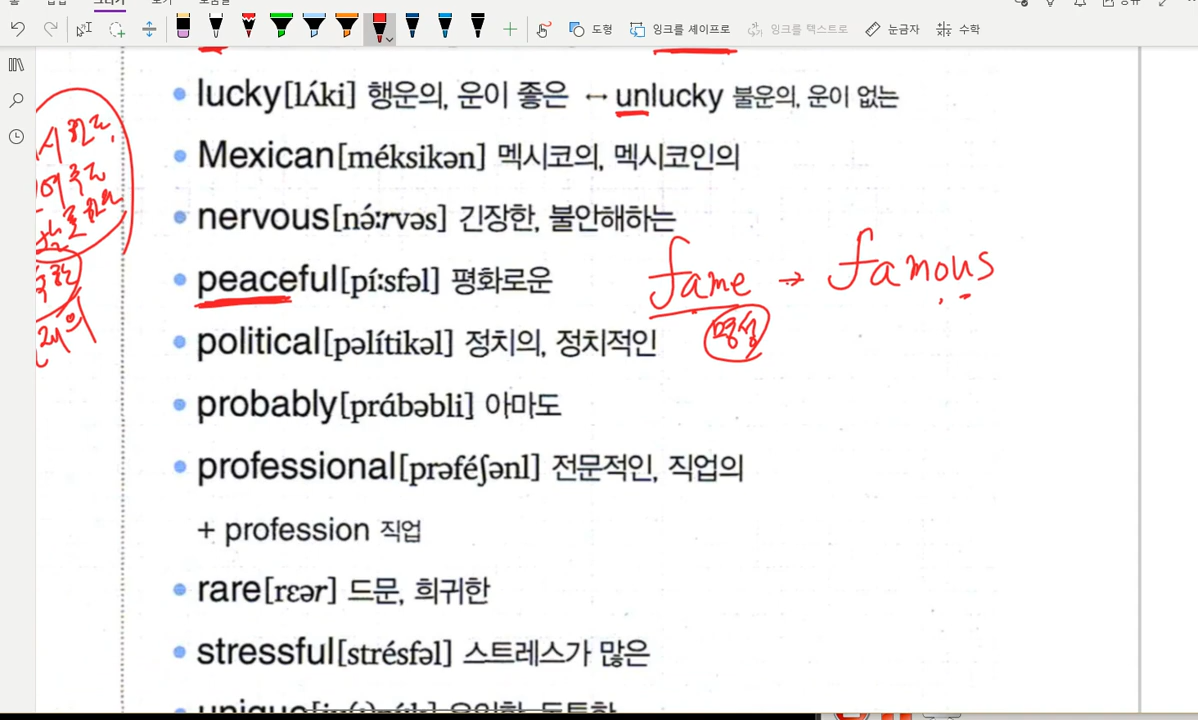 도형
잉크를 셰이프로
잉크를 텍스트로
눈금자
수학
lucky[lʌ́ki] 행운의, 운이 좋은 ↔ unlucky 불운의, 운이 없는
Mexican[méksikən] 멕시코의, 멕시코인의
nervous[nə́ːrvəs] 긴장한, 불안해하는
fame → famous
peaceful[píːsfəl] 평화로운
명성
political[pəlítikəl] 정치의, 정치적인
probably[prɑ́bəbli] 아마도
professional[prəféʃənl] 전문적인, 직업의
+ profession 직업
rare[rɛər] 드문, 희귀한
stressful[strésfəl] 스트레스가 많은